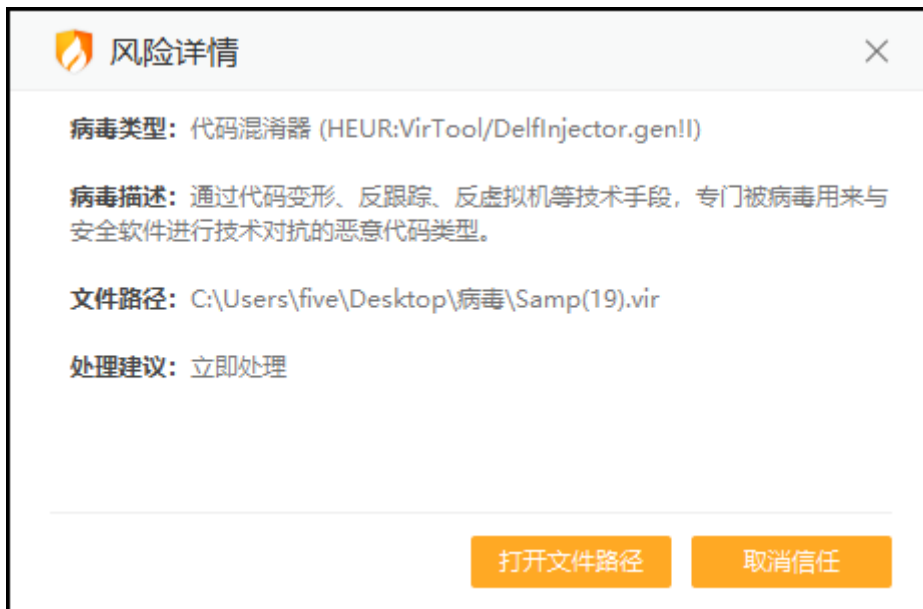 风险详情
病毒类型：代码混淆器 (HEUR:VirTool/DelfInjector.gen!I)
病毒描述：通过代码变形、反跟踪、反虚拟机等技术手段，专门被病毒用来与
安全软件进行技术对抗的恶意代码类型。
文件路径：C:\Users\five\Desktop\病毒\Samp(19).vir
处理建议：立即处理
打开文件路径
取消信任